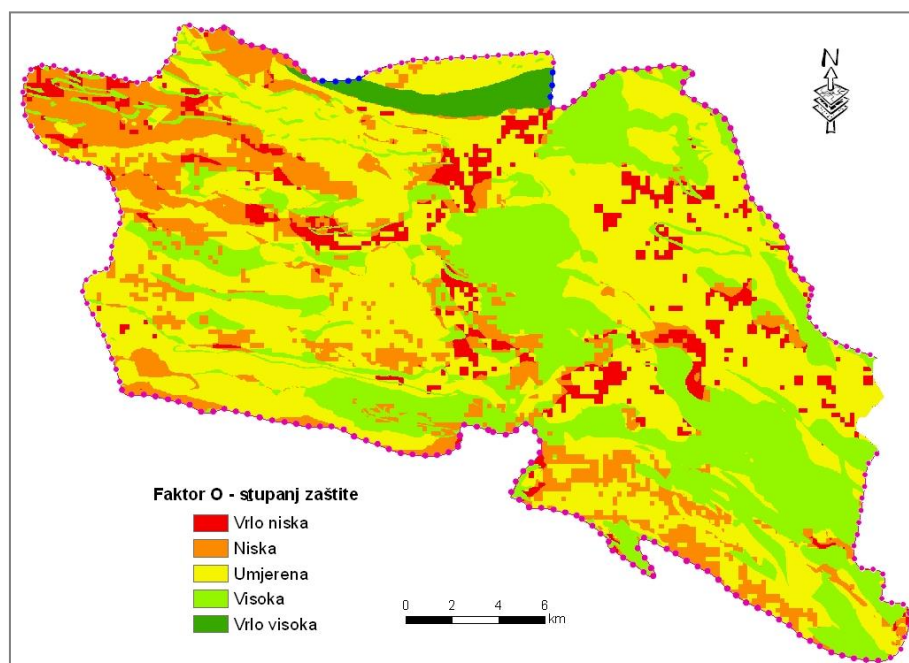 N
Faktor O - stupanj zaštite
Vrlo niska
Niska
Umjerena
Visoka
Vrlo visoka
0 2 4 6
km